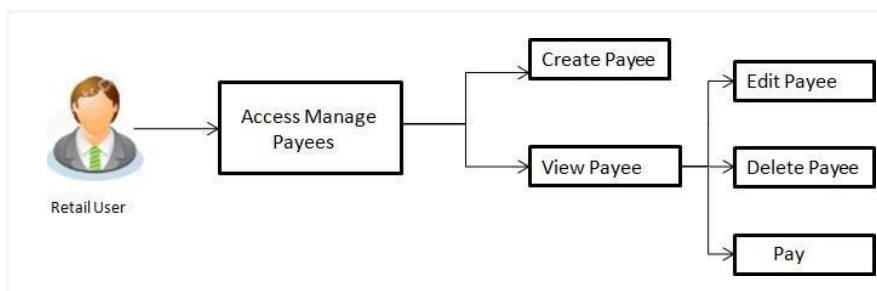 Retail User
Access Manage
Payees
Create Payee
View Payee
Edit Payee
Delete Payee
Pay